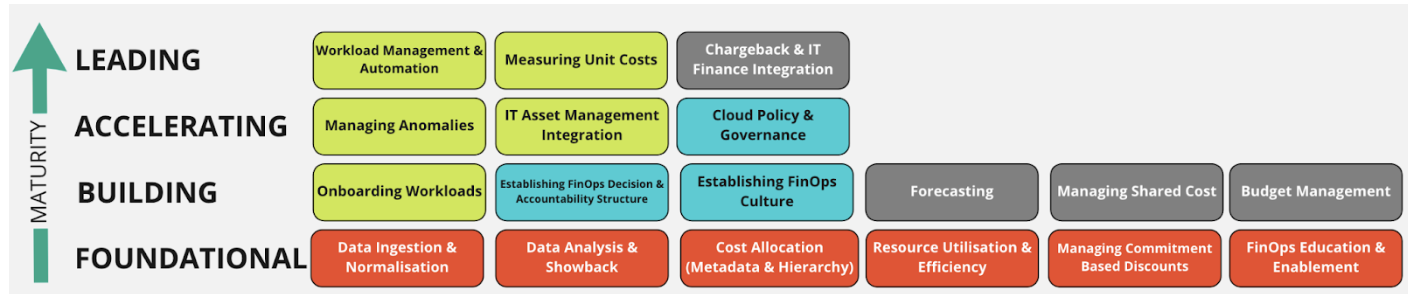 LEADING
Workload Management &
Automation
Measuring Unit Costs
Chargeback & IT
Finance Integration
ACCELERATING
Managing Anomalies
IT Asset Management
Integration
Cloud Policy &
Governance
MATURITY
BUILDING
Onboarding Workloads
Establishing FinOps Decision &
Accountability Structure
Establishing FinOps
Culture
Forecasting
Managing Shared Cost
Budget Management
FOUNDATIONAL
Data Ingestion &
Normalisation
Data Analysis &
Showback
Cost Allocation
(Metadata & Hierarchy)
Resource Utilisation &
Efficiency
Managing Commitment
Based Discounts
FinOps Education &
Enablement